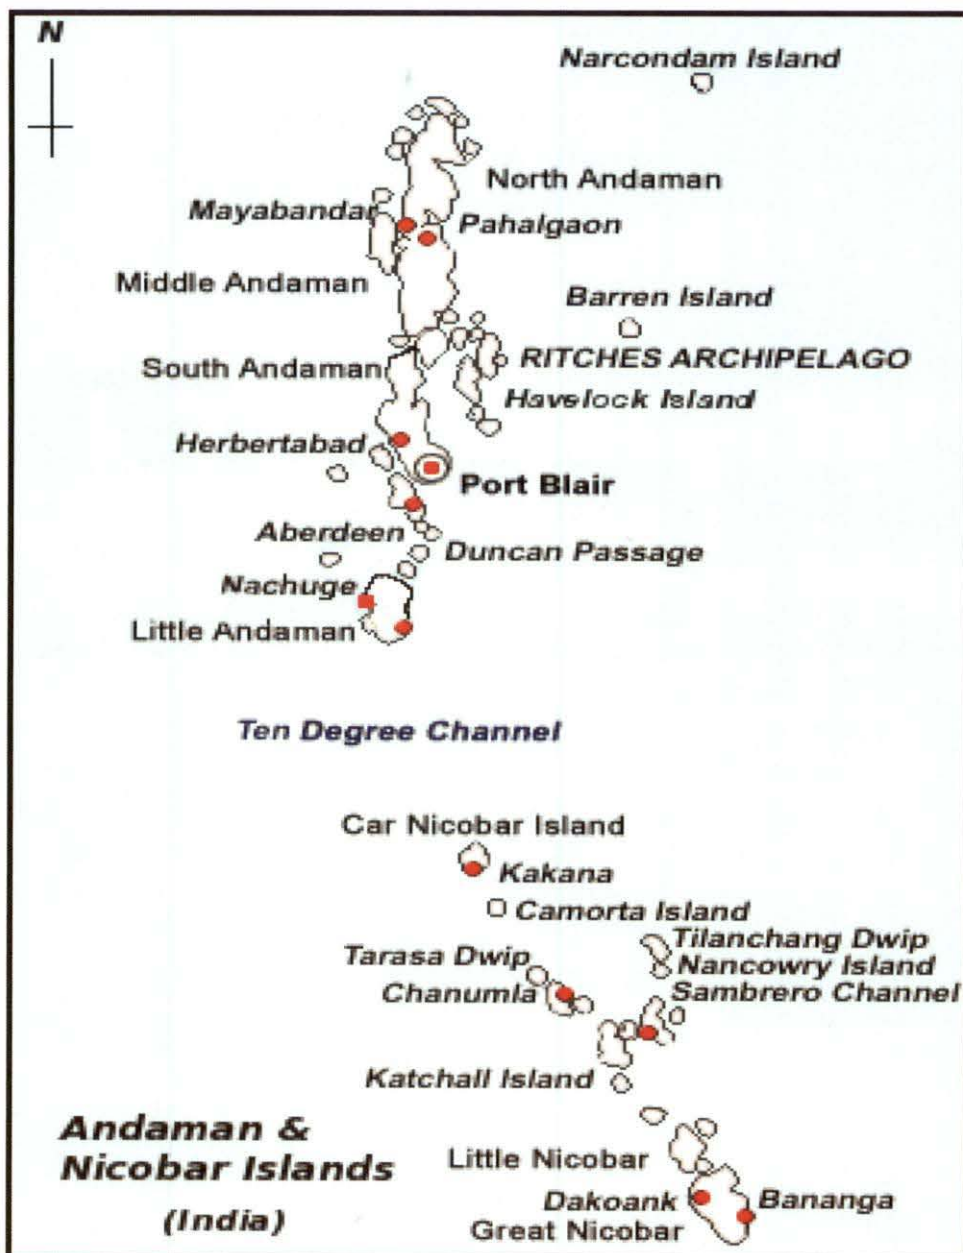 N
Narcondam Island
North Andaman
Mayabandar
Pahalgaon
Middle Andaman
Barren Island
RITCHES ARCHIPELAGO
South Andaman
Havelock Island
Herbertabad
Port Blair
Aberdeen
Duncan Passage
Nachuge
Little Andaman
Ten Degree Channel
Car Nicobar Island
Kakana
Camorta Island
Tilanchang Dwip
Tarasa Dwip
Nancowry Island
Chanumla
Sambrero Channel
Katchall Island
Andaman &
Nicobar Islands
(India)
Little Nicobar
Dakoank
Bananga
Great Nicobar